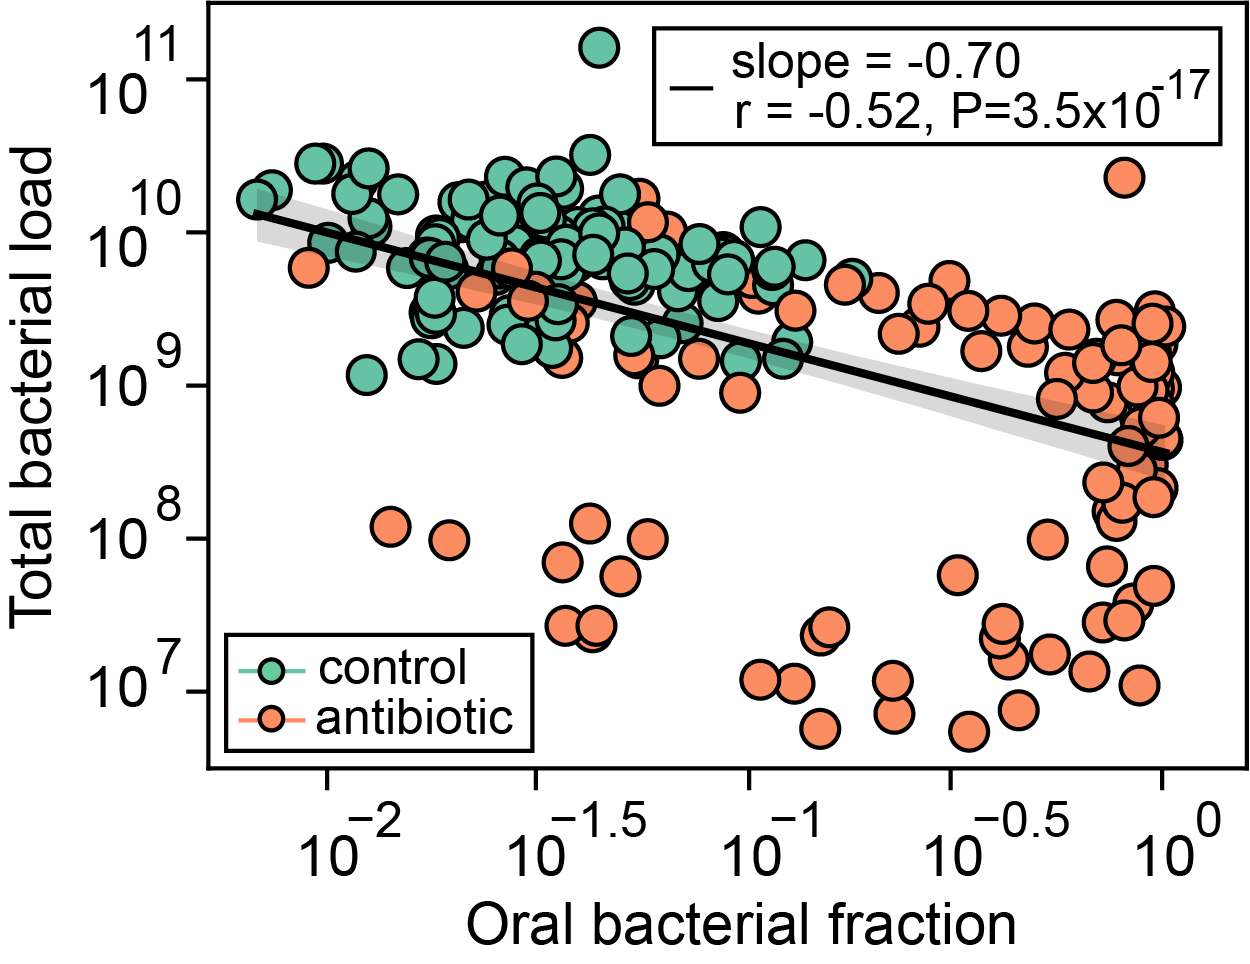 slope = -0.70
r = -0.52, P=3.5x10^-17
Total bacterial load
10^11
10^10
10^9
10^8
10^7
control
antibiotic
10^−2 10^−1.5 10^−1 10^−0.5 10^0
Oral bacterial fraction